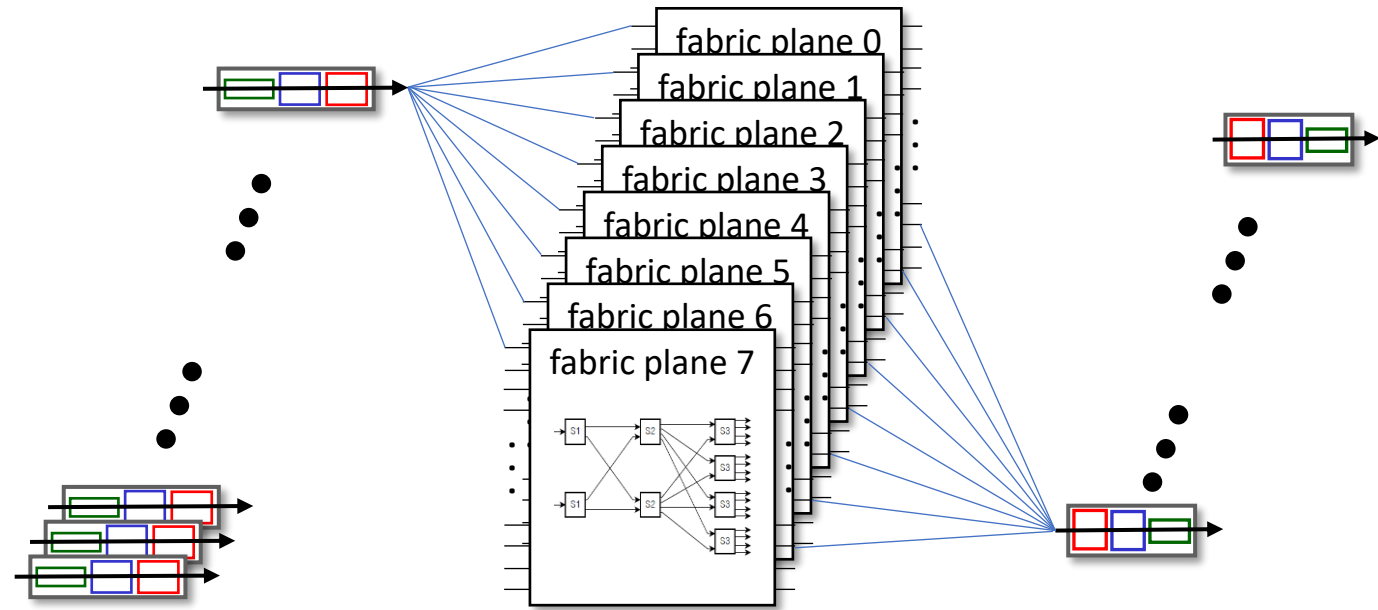 fabric plane 0
fabric plane 1
fabric plane 2
fabric plane 3
fabric plane 4
fabric plane 5
fabric plane 6
fabric plane 7
S1 S2 S3
S3
S1 S2 S3
S3